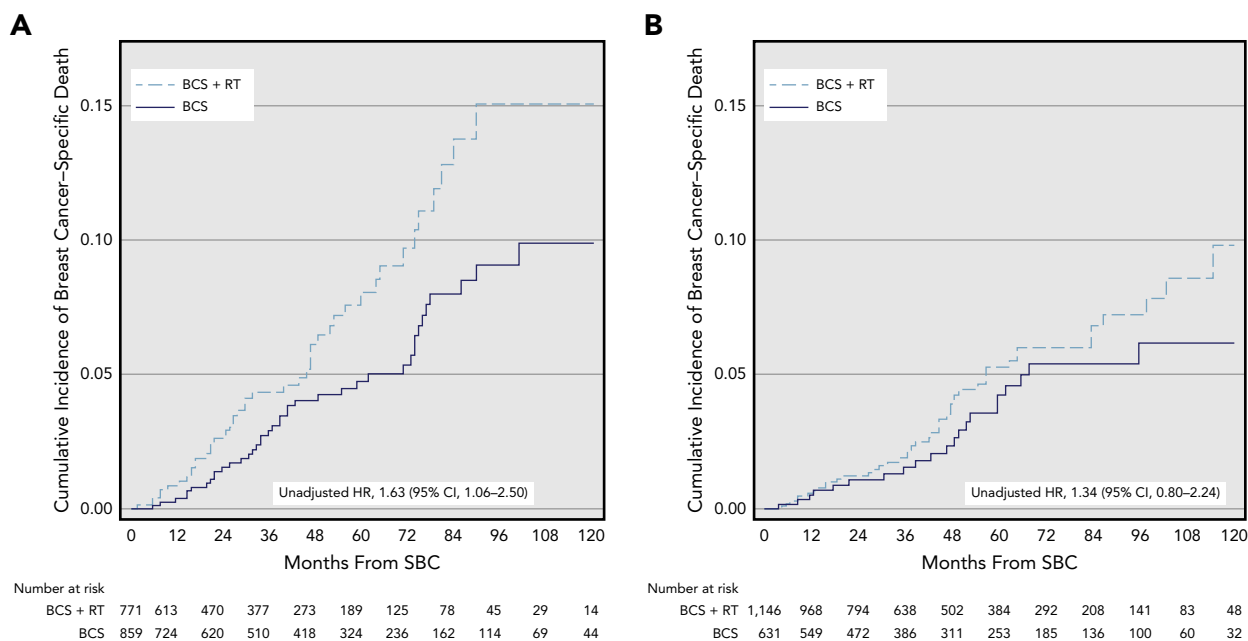 A
Cumulative Incidence of Breast Cancer–Specific Death
BCS + RT
BCS
0.15
0.10
0.05
0.00
Unadjusted HR, 1.63 (95% CI, 1.06–2.50)
0 12 24 36 48 60 72 84 96 108 120
Months From SBC
Number at risk
BCS + RT 771 613 470 377 273 189 125 78 45 29 14
BCS 859 724 620 510 418 324 236 162 114 69 44
B
Cumulative Incidence of Breast Cancer–Specific Death
BCS + RT
BCS
0.15
0.10
0.05
0.00
Unadjusted HR, 1.34 (95% CI, 0.80–2.24)
0 12 24 36 48 60 72 84 96 108 120
Months From SBC
Number at risk
BCS + RT 1,146 968 794 638 502 384 292 208 141 83 48
BCS 631 549 472 386 311 253 185 136 100 60 32